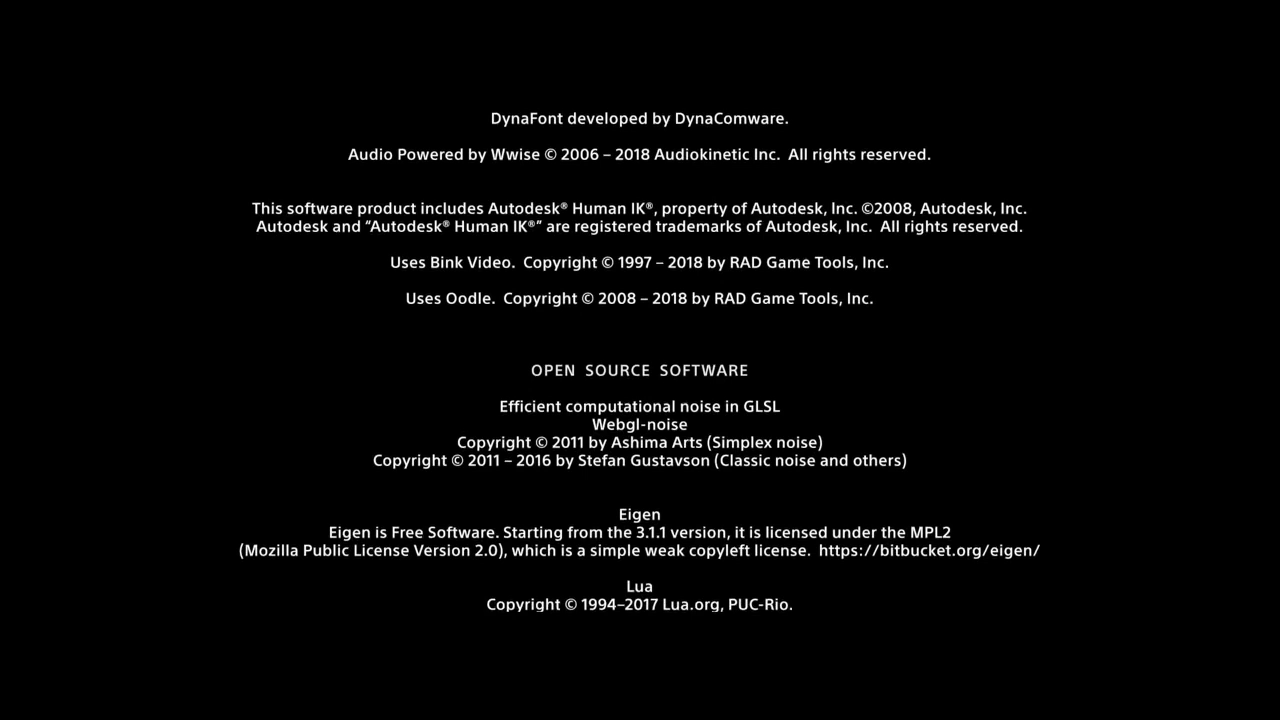 DynaFont developed by DynaComware.
Audio Powered by Wwise © 2006 – 2018 Audiokinetic Inc.  All rights reserved.
This software product includes Autodesk® Human IK®, property of Autodesk, Inc. ©2008, Autodesk, Inc.
Autodesk and “Autodesk® Human IK®” are registered trademarks of Autodesk, Inc.  All rights reserved.
Uses Bink Video.  Copyright © 1997 – 2018 by RAD Game Tools, Inc.
Uses Oodle.  Copyright © 2008 – 2018 by RAD Game Tools, Inc.
OPEN SOURCE SOFTWARE
Efficient computational noise in GLSL
Webgl-noise
Copyright © 2011 by Ashima Arts (Simplex noise)
Copyright © 2011 – 2016 by Stefan Gustavson (Classic noise and others)
Eigen
Eigen is Free Software. Starting from the 3.1.1 version, it is licensed under the MPL2
(Mozilla Public License Version 2.0), which is a simple weak copyleft license.  https://bitbucket.org/eigen/
Lua
Copyright © 1994–2017 Lua.org, PUC-Rio.